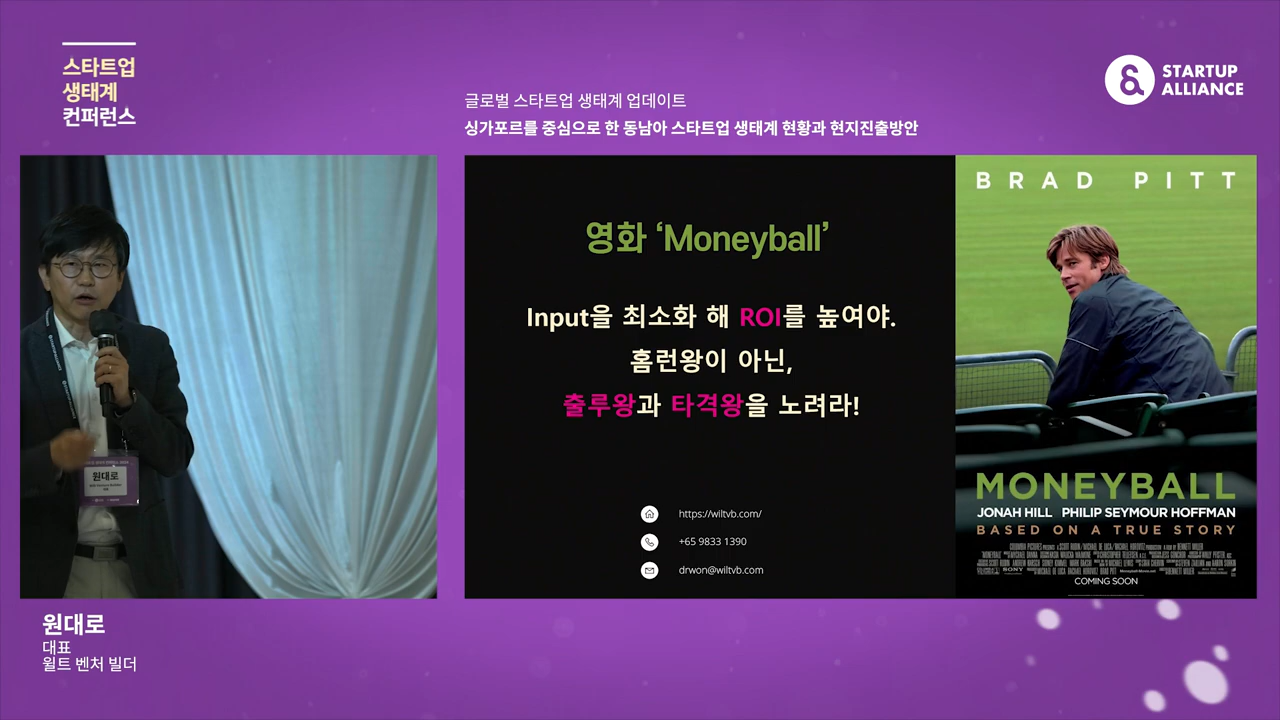 스타트업
생태계
컨퍼런스
STARTUP
ALLIANCE
글로벌 스타트업 생태계 업데이트
싱가포르를 중심으로 한 동남아 스타트업 생태계 현황과 현지진출방안
원대로
영화 ‘Moneyball’
Input을 최소화 해 ROI를 높여야.
홈런왕이 아닌,
출루왕과 타격왕을 노려라!
https://wiltvb.com/
+65 9833 1390
drwon@wiltvb.com
BRAD PITT
MONEYBALL
JONAH HILL PHILIP SEYMOUR HOFFMAN
BASED ON A TRUE STORY
COMING SOON
원대로
대표
윌트 벤처 빌더